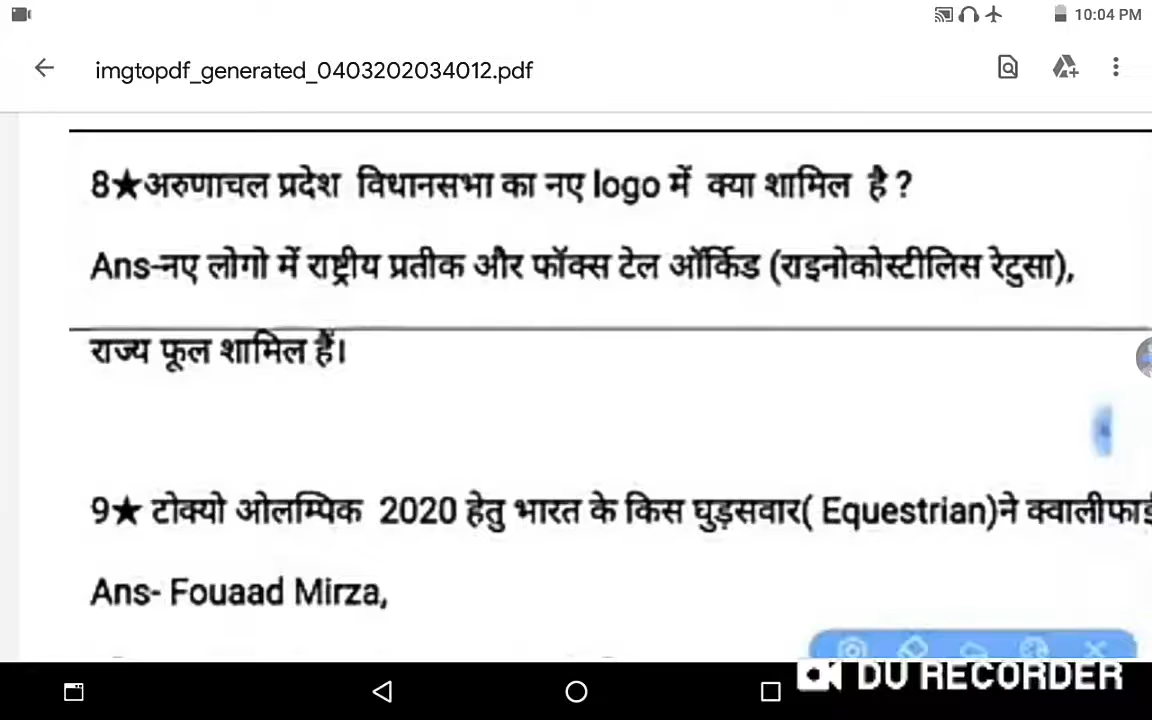 10:04 PM
imgtopdf_generated_0403202034012.pdf
8★अरुणाचल प्रदेश विधानसभा का नए logo में क्या शामिल है ?
Ans-नए लोगो में राष्ट्रीय प्रतीक और फॉक्स टेल ऑर्किड (राइनोकोस्टीलिस रेटुसा),
राज्य फूल शामिल हैं।
9★ टोक्यो ओलम्पिक 2020 हेतु भारत के किस घुड़सवार( Equestrian)ने
Ans- Fouaad Mirza,
DU RECORDER